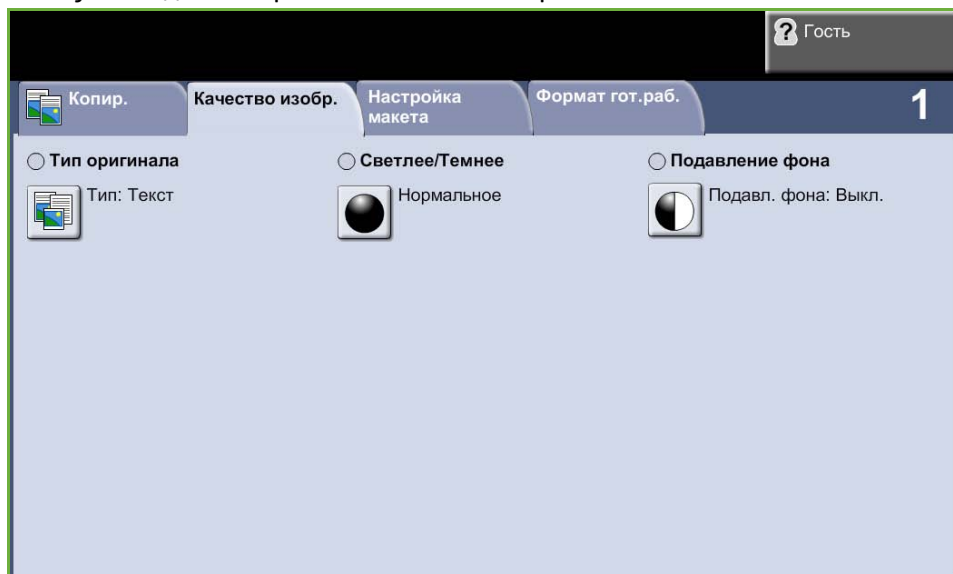 Гость
Копир.
Качество изобр.
Настройка
макета
Формат гот.раб.
1
Тип оригинала
Светлее/Темнее
Подавление фона
Тип: Текст
Нормальное
Подавл. фона: Выкл.